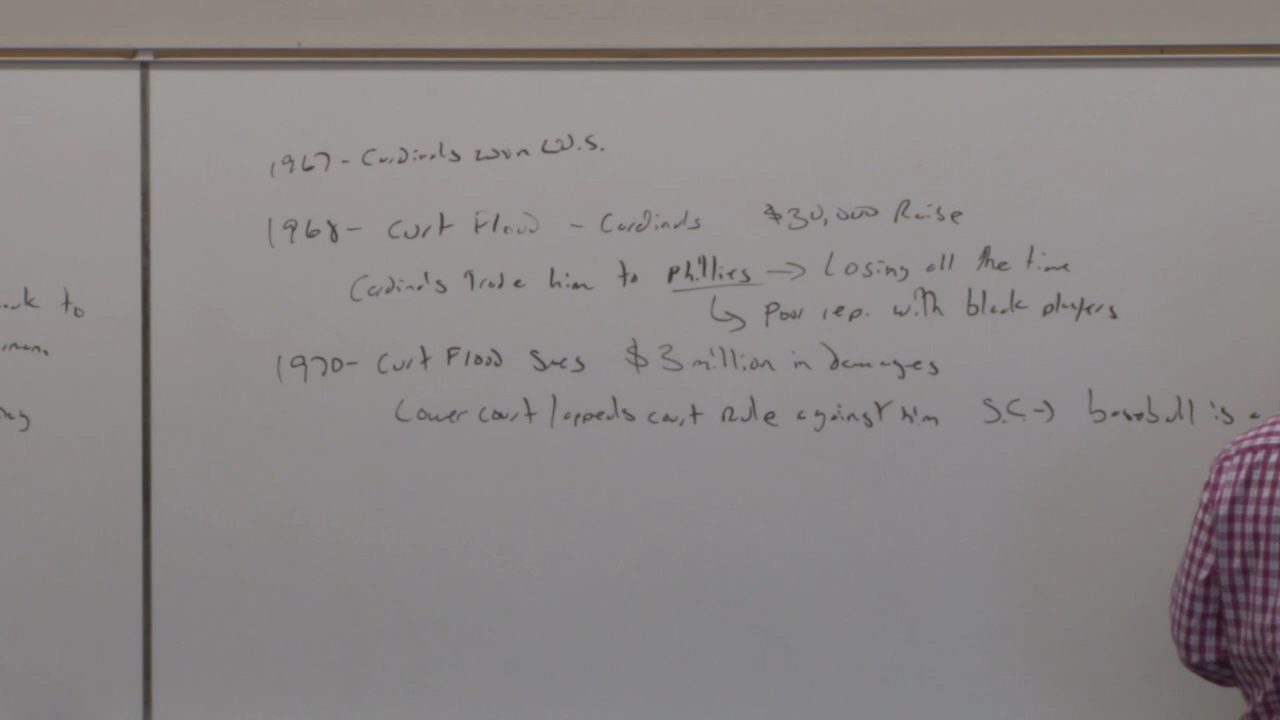 1967 - Cardinals won W.S.
1968 - Curt Flood - Cardinals $30,000 Raise
Cardinals Trade him to Phillies → Losing all the time
↳ Poor rep. with black players
1970 - Curt Flood Sues $3 million in damages
Lower court / appeals court Rule against him S.C → baseball is
to